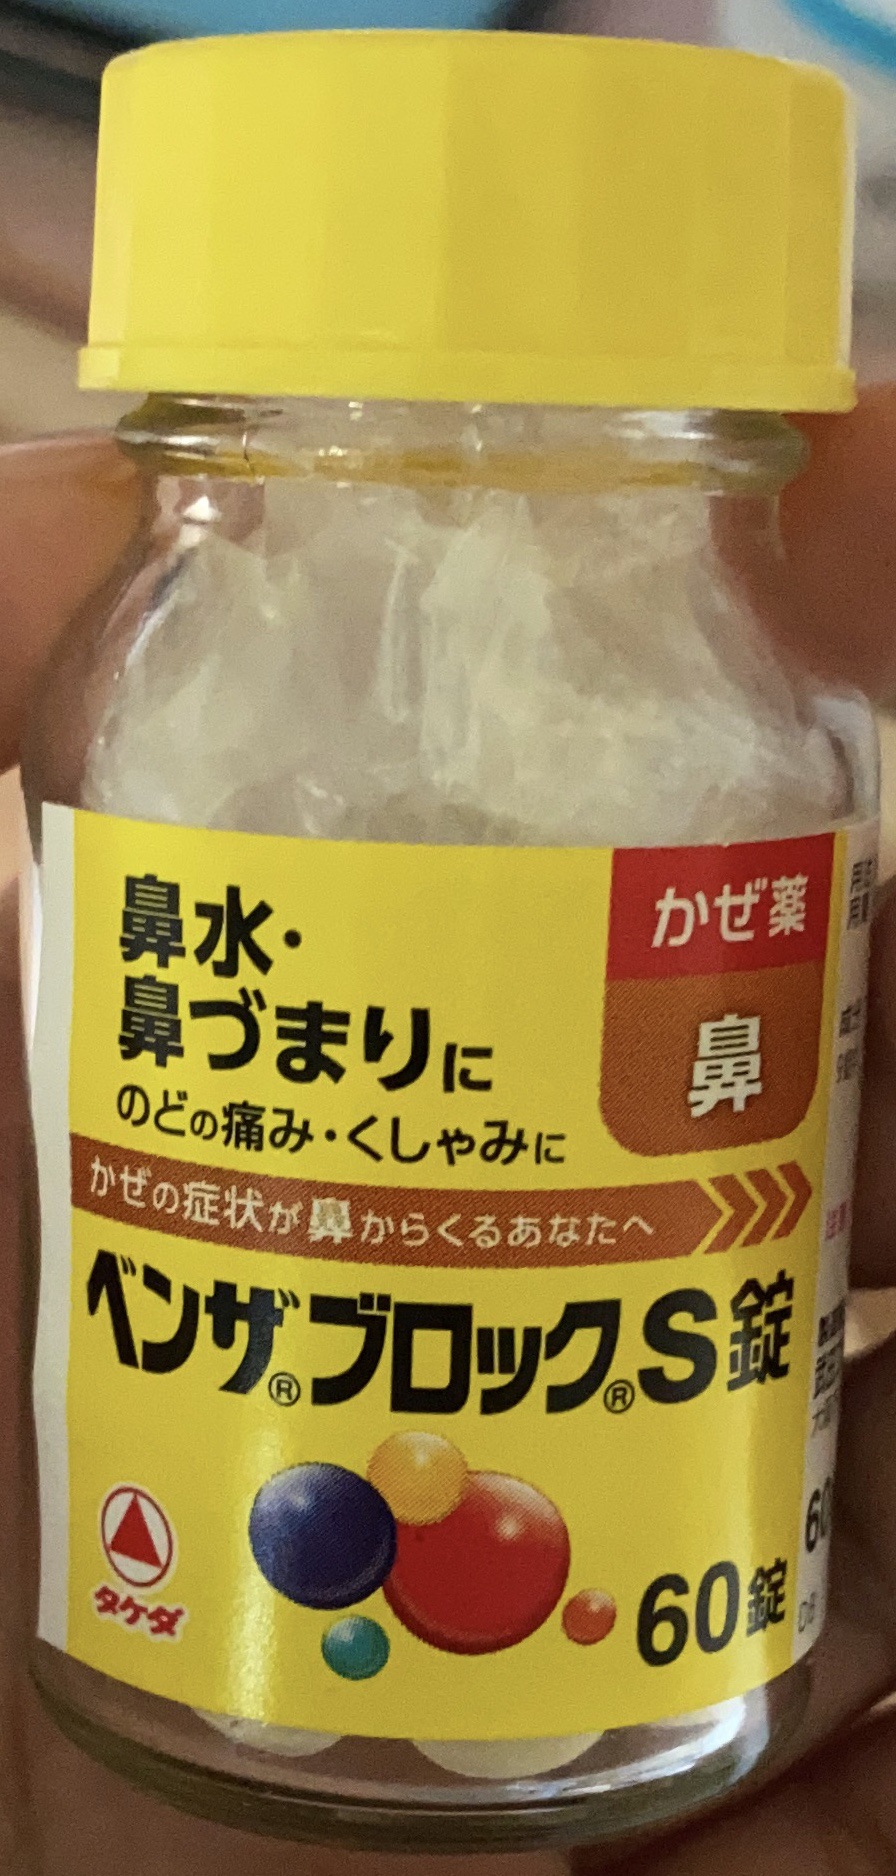 鼻水・
鼻づまりに
のどの痛み・くしゃみに
かぜ薬
鼻
かぜの症状が鼻からくるあなたへ
ベンザ®ブロック®S錠
タケダ
60錠